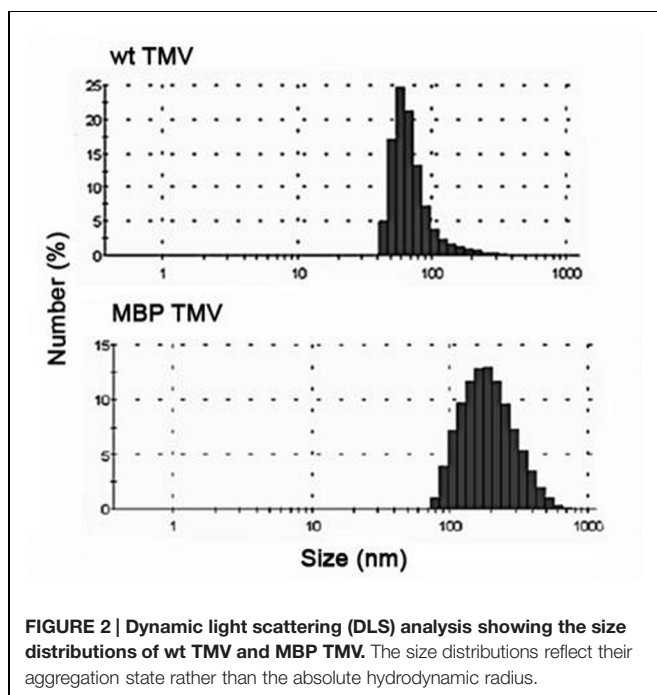 wt TMV
25
20
15
10
5
0
1 10 100 1000
Number (%)
MBP TMV
15
10
5
0
1 10 100 1000
Size (nm)
FIGURE 2 | Dynamic light scattering (DLS) analysis showing the size
distributions of wt TMV and MBP TMV. The size distributions reflect their
aggregation state rather than the absolute hydrodynamic radius.